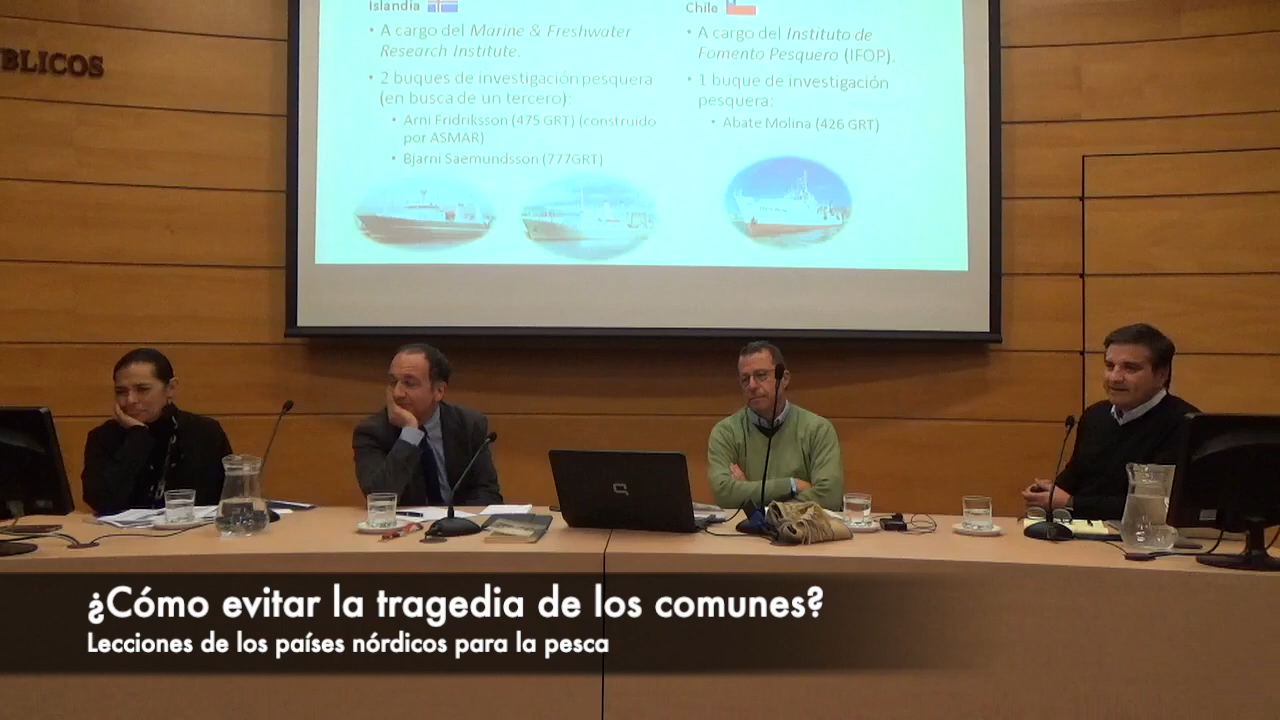 BLICOS
Islandia
• A cargo del Marine & Freshwater
Research Institute.
• 2 buques de investigación pesquera
(en busca de un tercero):
• Arni Fridriksson (475 GRT) (construido
por ASMAR)
• Bjarni Saemundsson (777GRT)
Chile
• A cargo del Instituto de
Fomento Pesquero (IFOP).
• 1 buque de investigación
pesquera:
• Abate Molina (426 GRT)
¿Cómo evitar la tragedia de los comunes?
Lecciones de los países nórdicos para la pesca